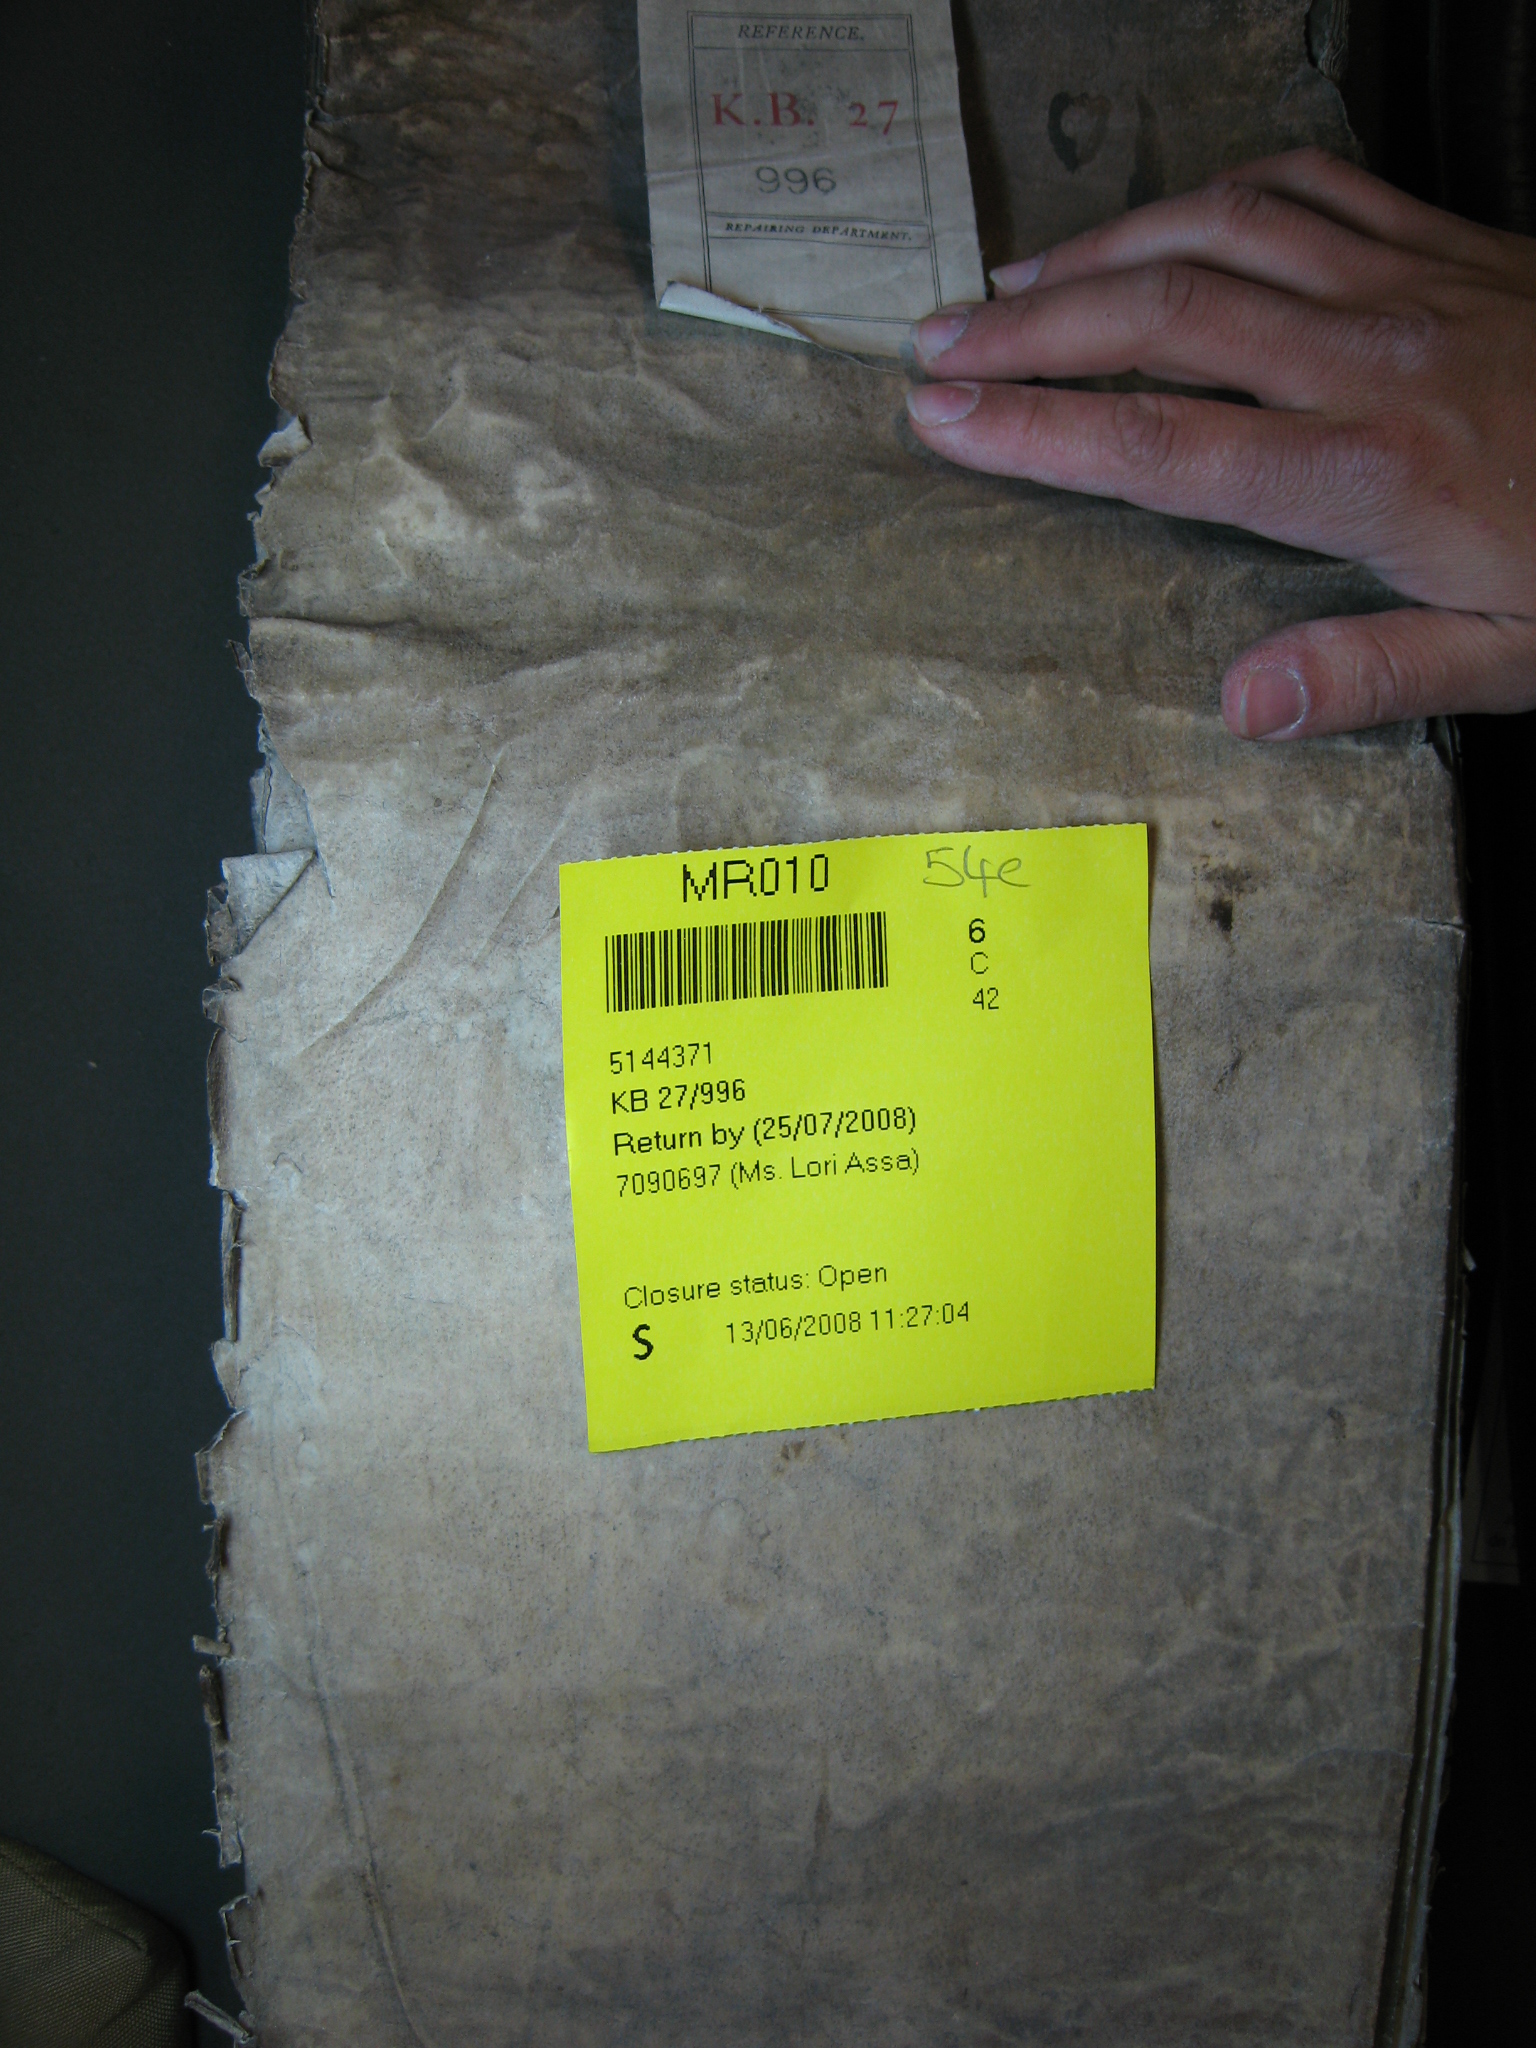 REFERENCE.
K.B. 27
996
REPAIRING DEPARTMENT.
MR010 54e
6
C
42
5144371
KB 27/996
Return by (25/07/2008)
7090697 (Ms. Lori Assa)
Closure status: Open
S 13/06/2008 11:27:04